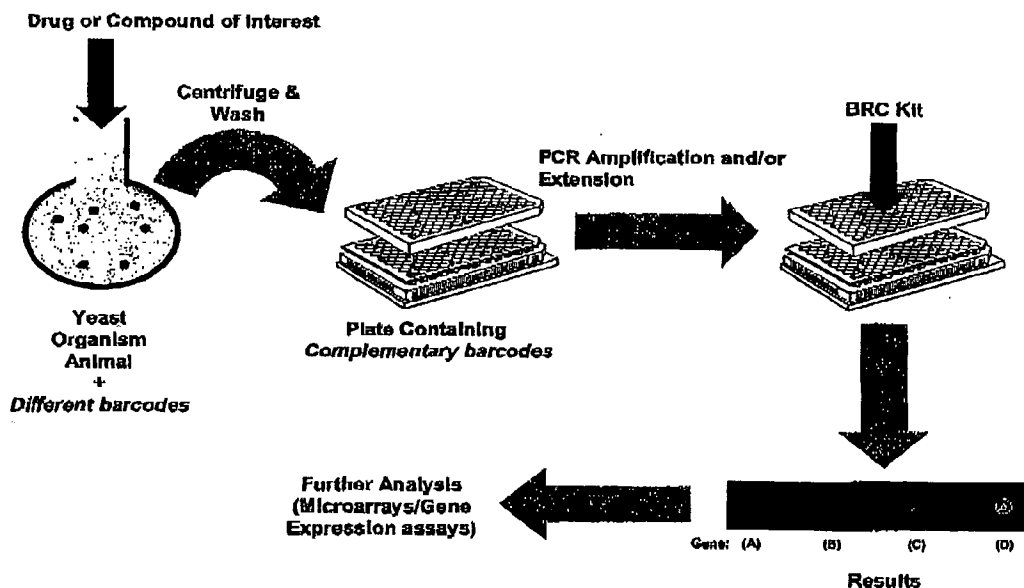 Drug or Compound of Interest
Centrifuge &
Wash
BRC Kit
PCR Amplification and/or
Extension
Yeast
Organism
Animal
+
Different barcodes
Plate Containing
Complementary barcodes
Further Analysis
(Microarrays/Gene
Expression assays)
Gene: (A) (B) (C) (D)
Results